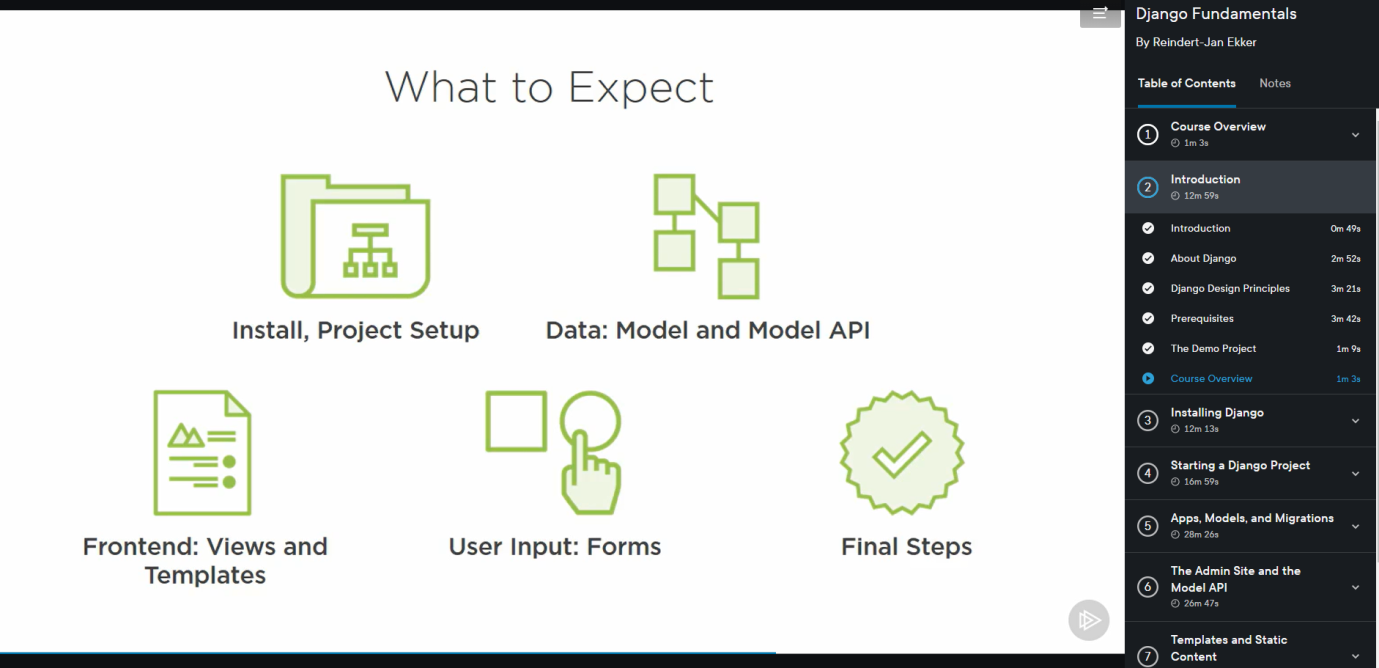 What to Expect
Install, Project Setup
Data: Model and Model API
Frontend: Views and
Templates
User Input: Forms
Final Steps
Django Fundamentals
By Reindert-Jan Ekker
Table of Contents
Notes
1
Course Overview
1m 3s
2
Introduction
12m 59s
Introduction 0m 49s
About Django 2m 52s
Django Design Principles 3m 21s
Prerequisites 3m 42s
The Demo Project 1m 9s
Course Overview 1m 3s
3
Installing Django
12m 13s
4
Starting a Django Project
16m 59s
5
Apps, Models, and Migrations
28m 26s
6
The Admin Site and the
Model API
26m 47s
7
Templates and Static
Content